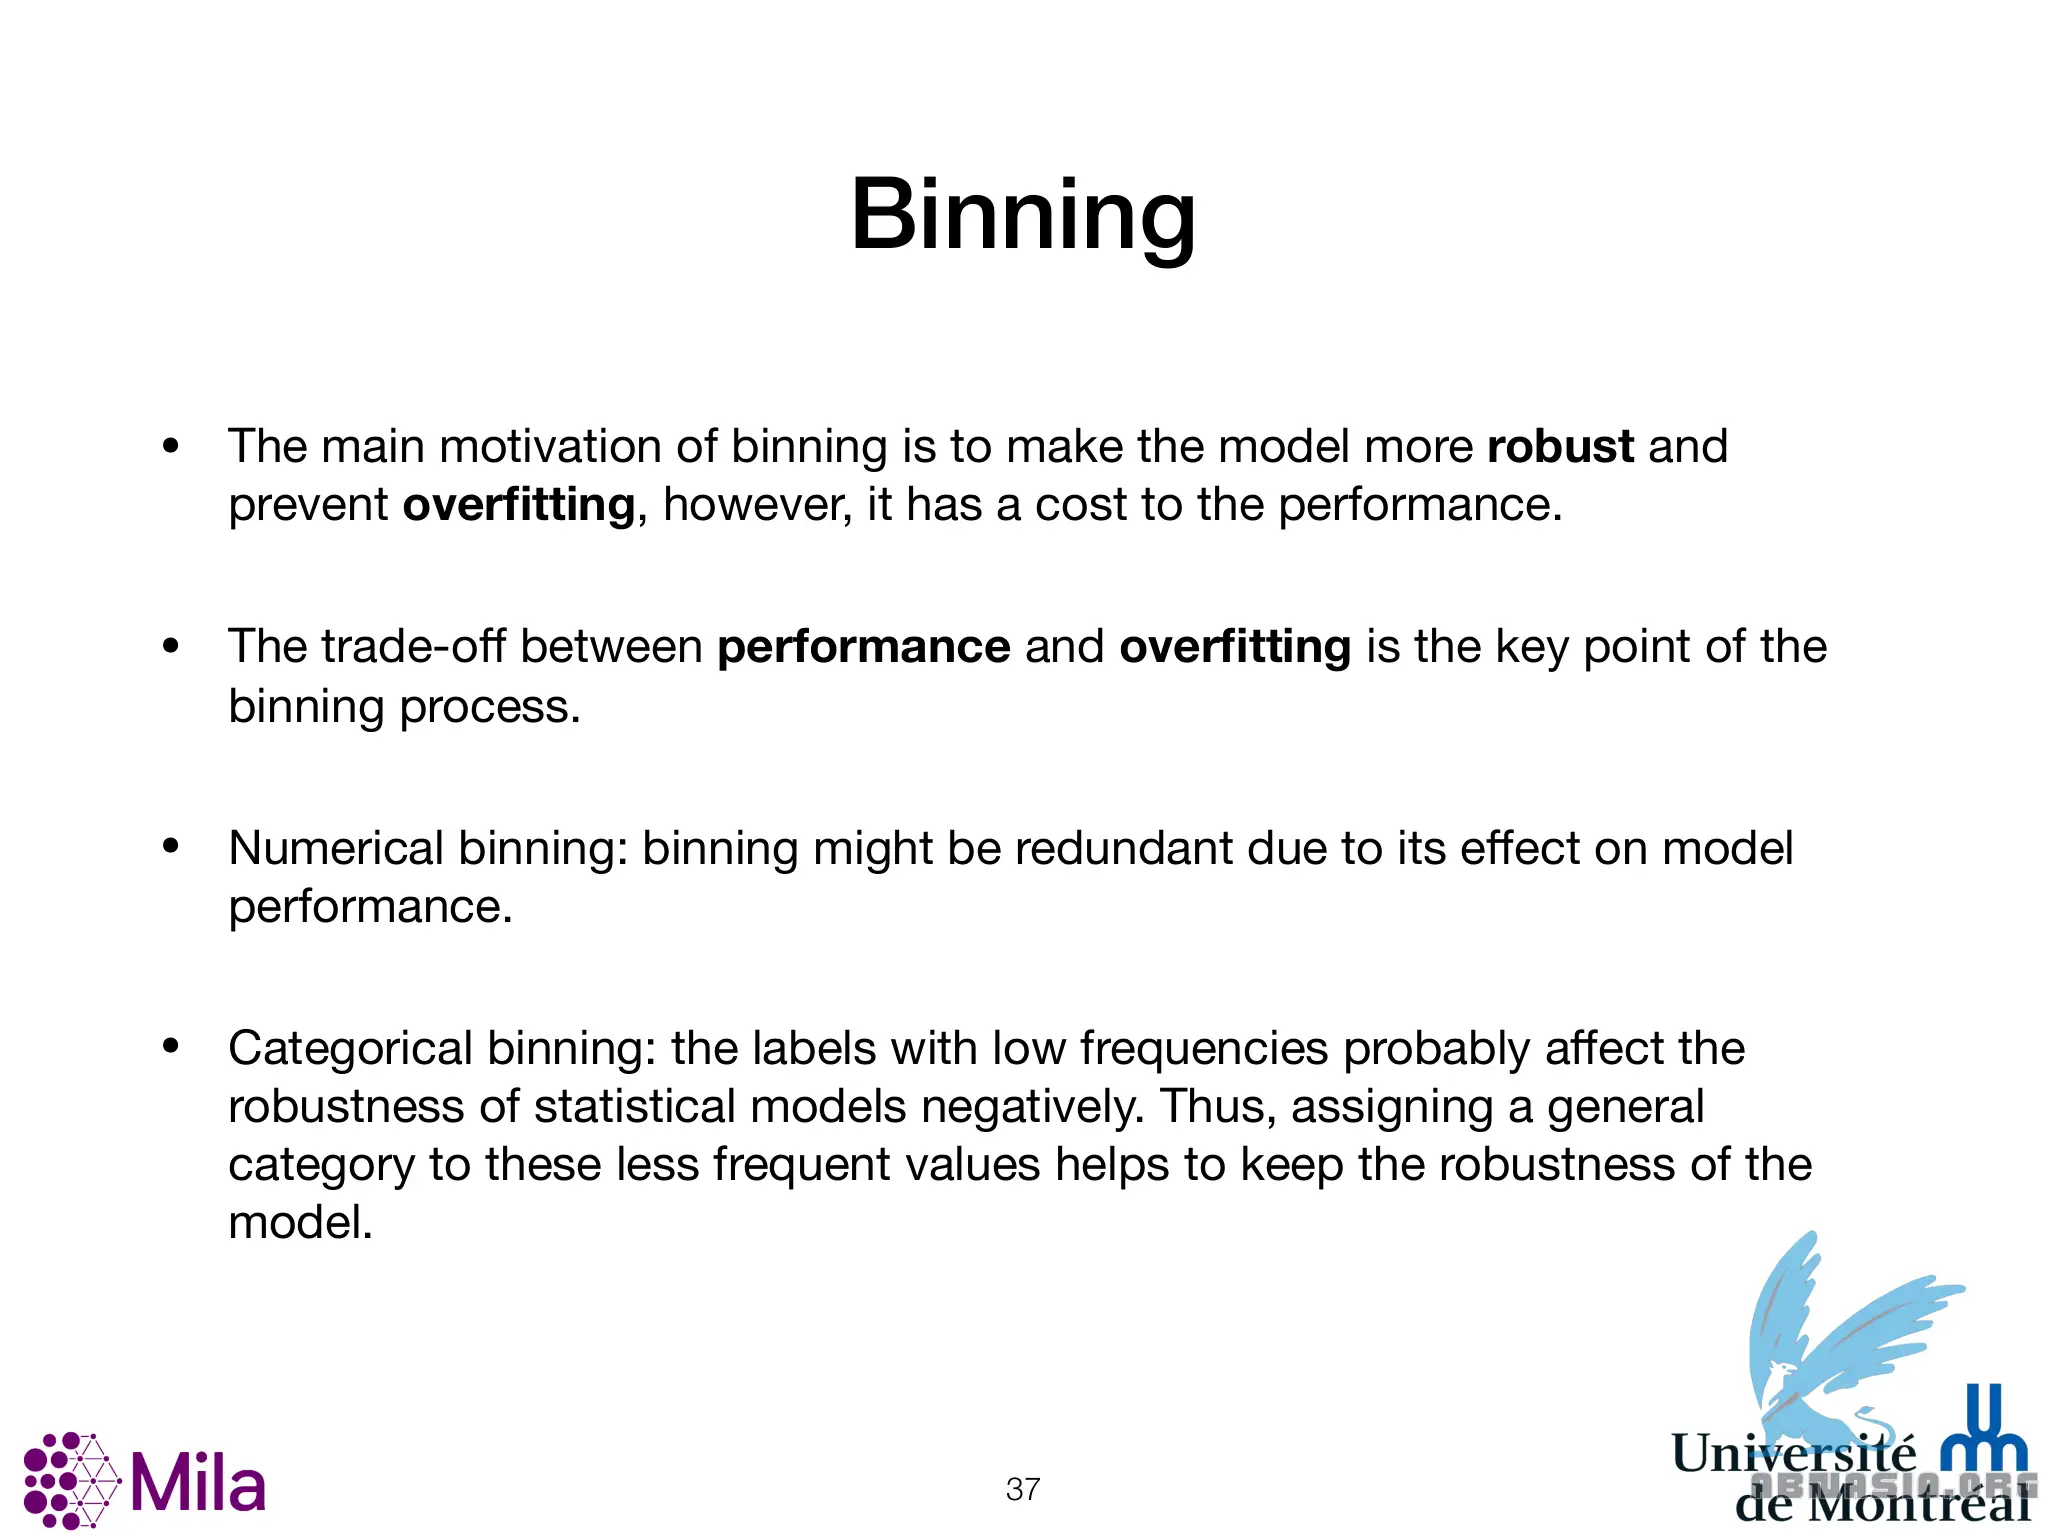 Binning
• The main motivation of binning is to make the model more robust and
prevent overfitting, however, it has a cost to the performance.
• The trade-off between performance and overfitting is the key point of the
binning process.
• Numerical binning: binning might be redundant due to its effect on model
performance.
• Categorical binning: the labels with low frequencies probably affect the
robustness of statistical models negatively. Thus, assigning a general
category to these less frequent values helps to keep the robustness of the
model.
Mila
37
Université
de Montréal
ABNASIA.ORG